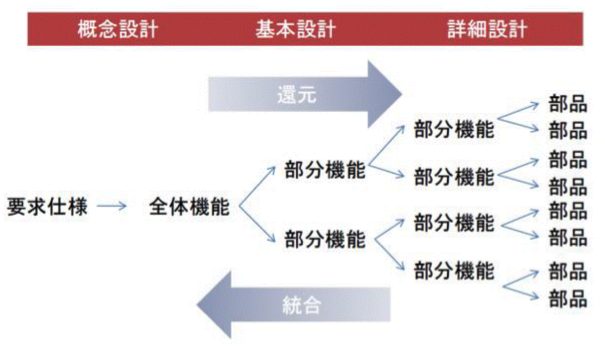 概念設計 基本設計 詳細設計
還元
部品
部分機能
部品
部分機能
部品
部分機能
部品
要求仕様 全体機能
部品
部分機能
部分機能
部品
部分機能
部品
統合
部品